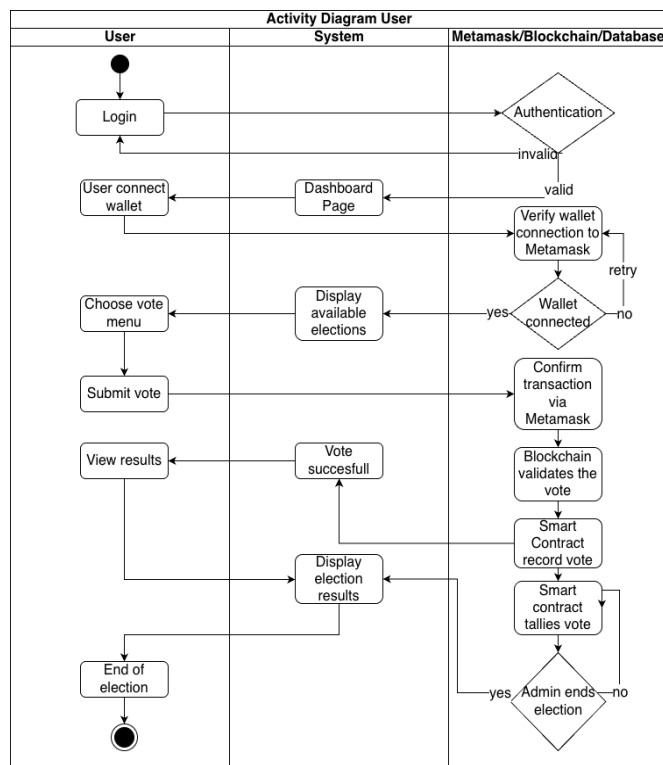 Activity Diagram User
User
System
Metamask/Blockchain/Database
Login
Authentication
invalid
valid
User connect
wallet
Dashboard
Page
Verify wallet
connection to
Metamask
retry
Choose vote
menu
Display
available
elections
yes
Wallet
connected
no
Submit vote
Confirm
transaction
via
Metamask
View results
Vote
succesfull
Blockchain
validates the
vote
Smart
Contract
record vote
Display
election
results
Smart
contract
tallies vote
End of
election
yes
Admin ends
election
no